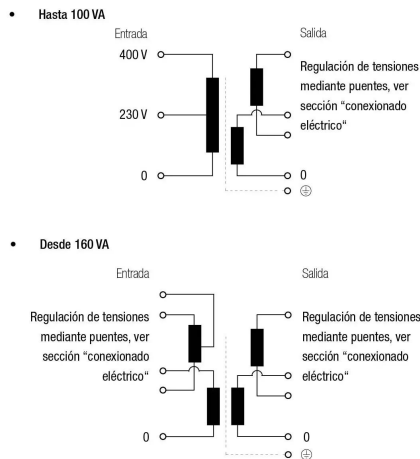 • Hasta 100 VA
Entrada
Salida
400 V
230 V
0
Regulación de tensiones
mediante puentes, ver
sección “conexionado
eléctrico“
0
• Desde 160 VA
Entrada
Salida
Regulación de tensiones
mediante puentes, ver
sección “conexionado
eléctrico“
0
Regulación de tensiones
mediante puentes, ver
sección “conexionado
eléctrico“
0